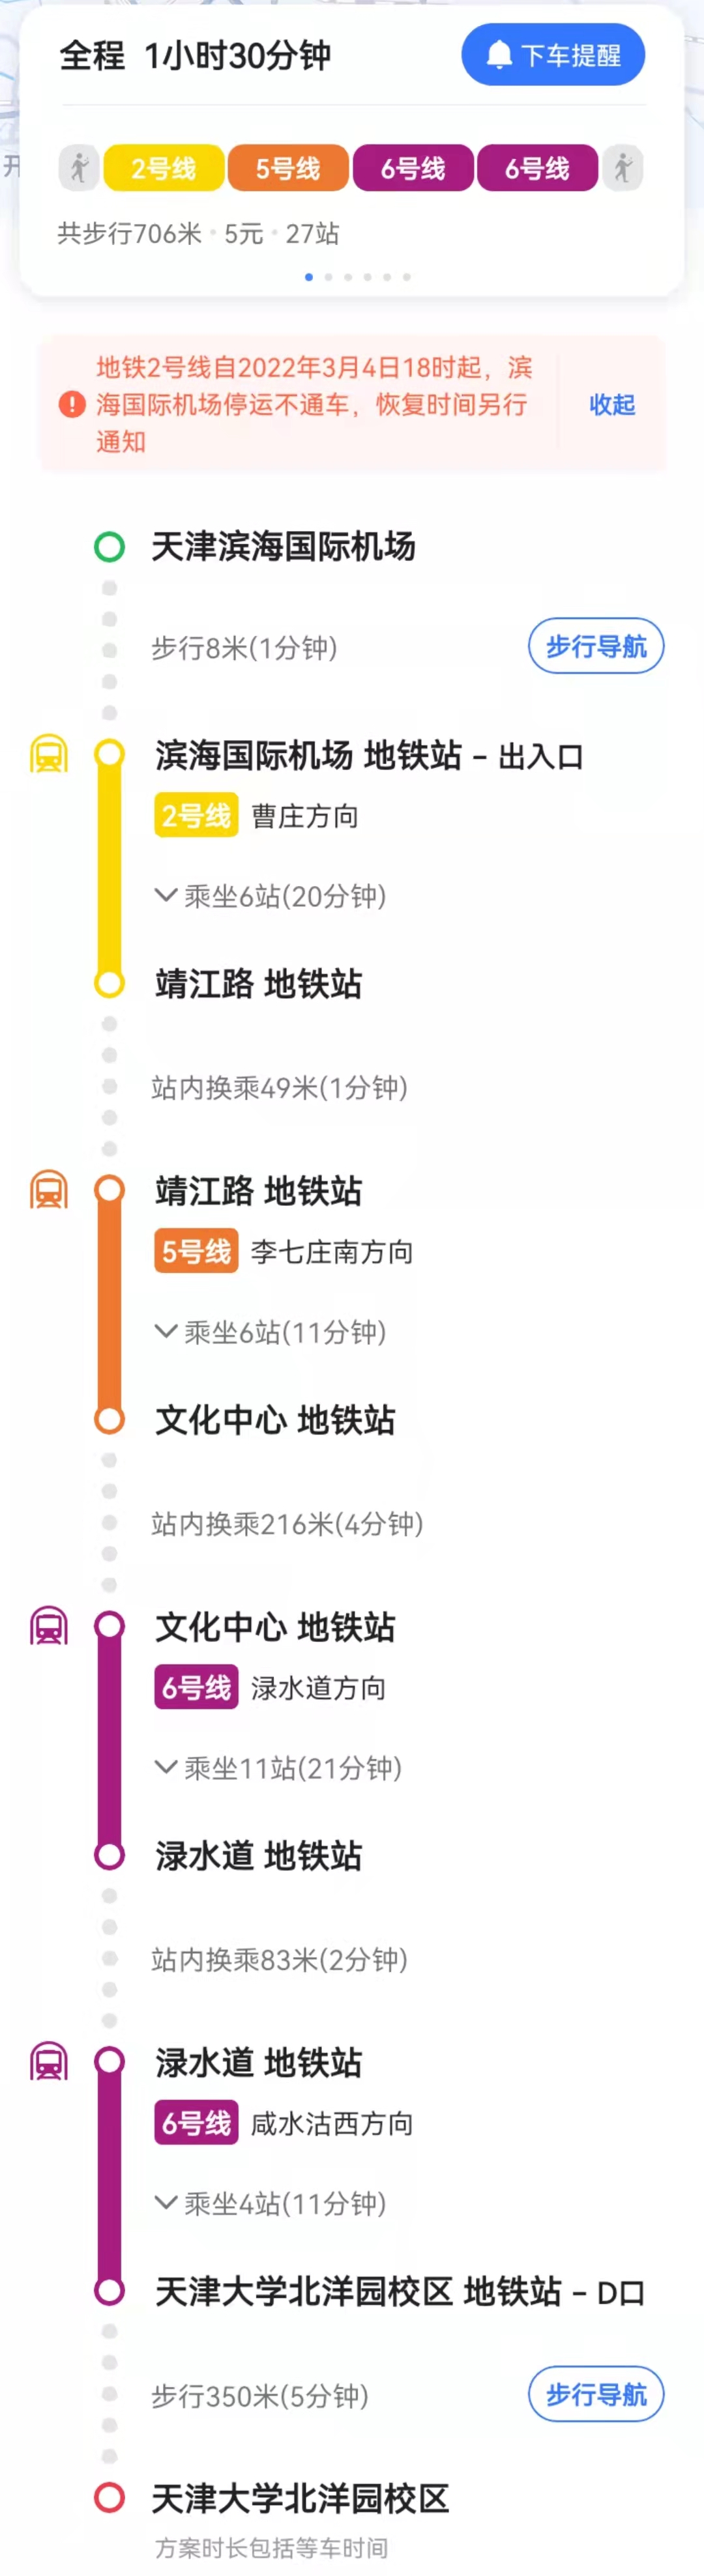 开
全程 1小时30分钟
下车提醒
2号线 5号线 6号线 6号线
共步行706米·5元·27站
地铁2号线自2022年3月4日18时起，滨
海国际机场停运不通车，恢复时间另行
通知
收起
天津滨海国际机场
步行8米(1分钟)
步行导航
滨海国际机场 地铁站 – 出入口
2号线 曹庄方向
乘坐6站(20分钟)
靖江路 地铁站
站内换乘49米(1分钟)
靖江路 地铁站
5号线 李七庄南方向
乘坐6站(11分钟)
文化中心 地铁站
站内换乘216米(4分钟)
文化中心 地铁站
6号线 渌水道方向
乘坐11站(21分钟)
渌水道 地铁站
站内换乘83米(2分钟)
渌水道 地铁站
6号线 咸水沽西方向
乘坐4站(11分钟)
天津大学北洋园校区 地铁站 – D口
步行350米(5分钟)
步行导航
天津大学北洋园校区
方案时长包括等车时间